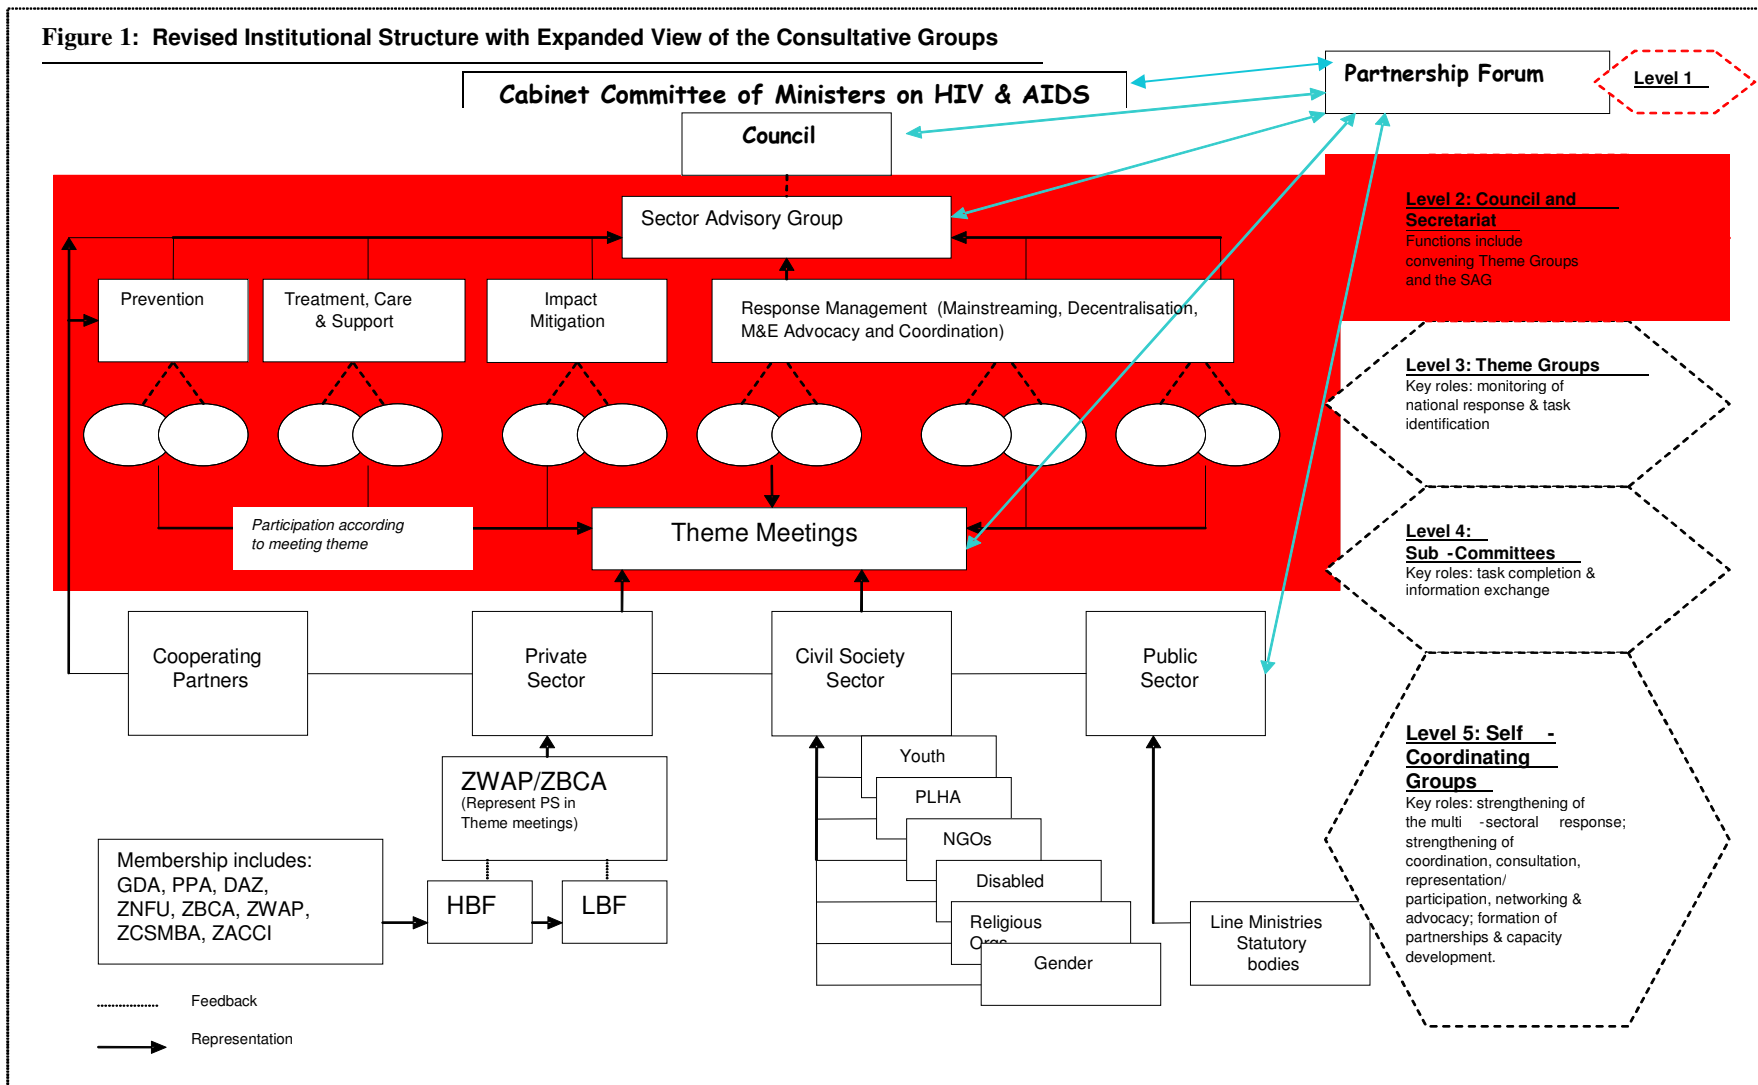 Figure 1: Revised Institutional Structure with Expanded View of the Consultative Groups
Cabinet Committee of Ministers on HIV & AIDS
Partnership Forum
Level 1
Council
Sector Advisory Group
Level 2: Council and
Secretariat
Functions include
convening Theme Groups
and the SAG
Prevention
Treatment, Care
& Support
Impact
Mitigation
Response Management (Mainstreaming, Decentralisation,
M&E Advocacy and Coordination)
Level 3: Theme Groups
Key roles: monitoring of
national response & task
identification
Participation according
to meeting theme
Theme Meetings
Level 4:
Sub -Committees
Key roles: task completion &
information exchange
Cooperating
Partners
Private
Sector
Civil Society
Sector
Public
Sector
Level 5: Self -
Coordinating
Groups
Key roles: strengthening of
the multi -sectoral response;
strengthening of
coordination, consultation,
representation/
participation, networking &
advocacy; formation of
partnerships & capacity
development.
ZWAP/ZBCA
(Represent PS in
Theme meetings)
Youth
PLHA
NGOs
Disabled
Religious
Orgs
Gender
Membership includes:
GDA, PPA, DAZ,
ZNFU, ZBCA, ZWAP,
ZCSMBA, ZACCI
HBF
LBF
Line Ministries
Statutory
bodies
Feedback
Representation